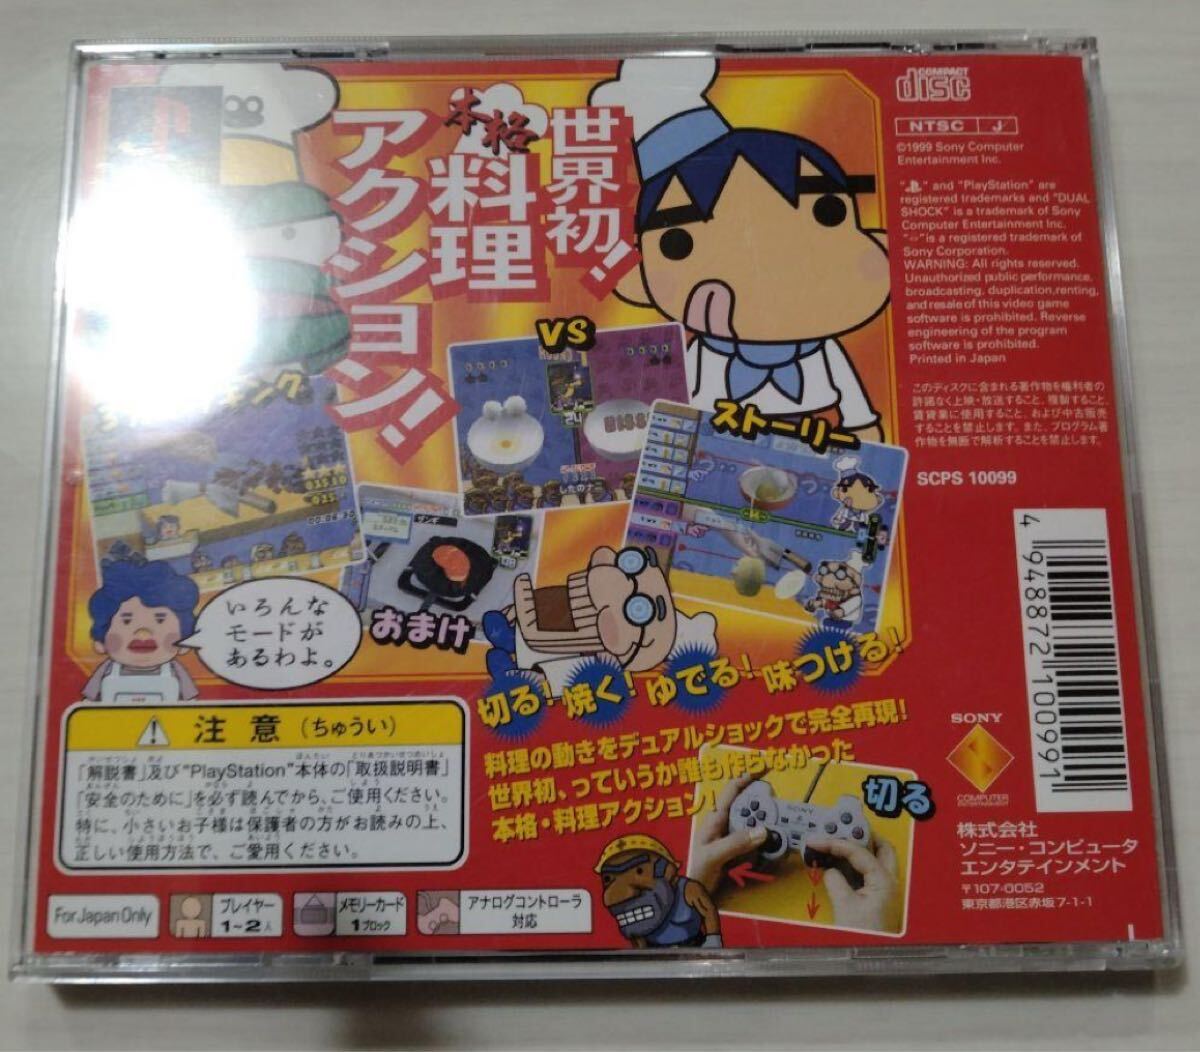 世界初!
本格
料理
アクション!
VS
ストーリー
おまけ
いろんな
モードが
あるわよ。
切る! 焼く! ゆでる! 味つける!
料理の動きをデュアルショックで完全再現!
世界初、っていうか誰も作らなかった
本格・料理アクション!
切る
注意(ちゅうい)
「解説書」及び"PlayStation"本体の「取扱説明書」
「安全のために」を必ず読んでから、ご使用ください。
特に、小さいお子様は保護者の方がお読みの上、
正しい使用方法で、ご愛用ください。
For Japan Only
プレイヤー
1~2人
メモリーカード
1ブロック
アナログコントローラ
対応
COMPACT
disc
NTSC J
©1999 Sony Computer
Entertainment Inc.
" " and "PlayStation" are
registered trademarks and "DUAL
SHOCK" is a trademark of Sony
Computer Entertainment Inc.
" " is a registered trademark of
Sony Corporation.
WARNING: All rights reserved.
Unauthorized public performance,
broadcasting, duplication,renting,
and resale of this video game
software is prohibited. Reverse
engineering of the program
software is prohibited.
Printed in Japan
このディスクに含まれる著作物を権利者の
許諾なく上映・放送すること、複製すること、
賃貸業に使用すること、および中古販売
することを禁止します。また、プログラム著
作物を無断で解析することを禁止します。
SCPS 10099
4 948872 100991
SONY
COMPUTER
ENTERTAINMENT
株式会社
ソニー・コンピュータ
エンタテインメント
〒107-0052
東京都港区赤坂7-1-1